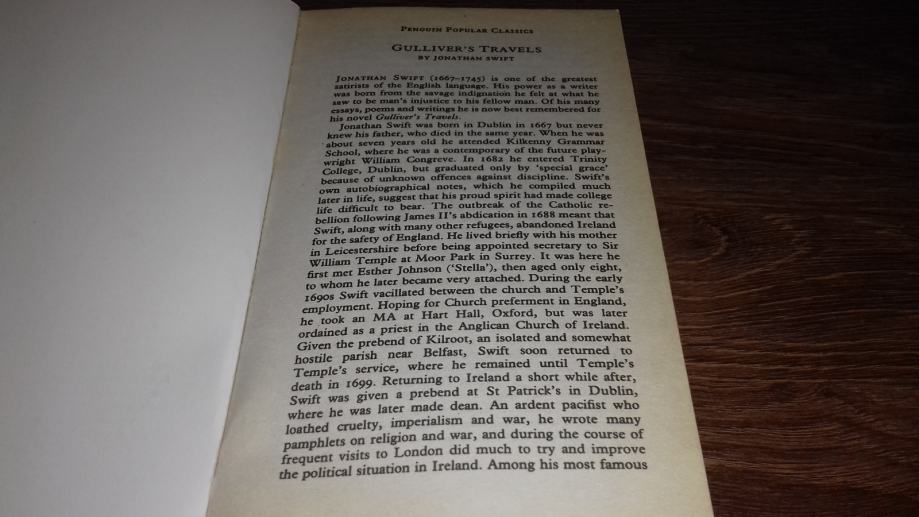 PENGUIN POPULAR CLASSICS
GULLIVER'S TRAVELS
BY JONATHAN SWIFT
JONATHAN SWIFT (1667–1745) is one of the greatest
satirists of the English language. His power as a writer
was born from the savage indignation he felt at what he
saw to be man's injustice to his fellow man. Of his many
essays, poems and writings he is now best remembered for
his novel Gulliver's Travels.
Jonathan Swift was born in Dublin in 1667 but never
knew his father, who died in the same year. When he was
about seven years old he attended Kilkenny Grammar
School, where he was a contemporary of the future play-
wright William Congreve. In 1682 he entered Trinity
College, Dublin, but graduated only by 'special grace'
because of unknown offences against discipline. Swift's
own autobiographical notes, which he compiled much
later in life, suggest that his proud spirit had made college
life difficult to bear. The outbreak of the Catholic re-
bellion following James II's abdication in 1688 meant that
Swift, along with many other refugees, abandoned Ireland
for the safety of England. He lived briefly with his mother
in Leicestershire before being appointed secretary to Sir
William Temple at Moor Park in Surrey. It was here he
first met Esther Johnson ('Stella'), then aged only eight,
to whom he later became very attached. During the early
1690s Swift vacillated between the church and Temple's
employment. Hoping for Church preferment in England,
he took an MA at Hart Hall, Oxford, but was later
ordained as a priest in the Anglican Church of Ireland.
Given the prebend of Kilroot, an isolated and somewhat
hostile parish near Belfast, Swift soon returned to
Temple's service, where he remained until Temple's
death in 1699. Returning to Ireland a short while after,
Swift was given a prebend at St Patrick's in Dublin,
where he was later made dean. An ardent pacifist who
loathed cruelty, imperialism and war, he wrote many
pamphlets on religion and war, and during the course of
frequent visits to London did much to try and improve
the political situation in Ireland. Among his most famous